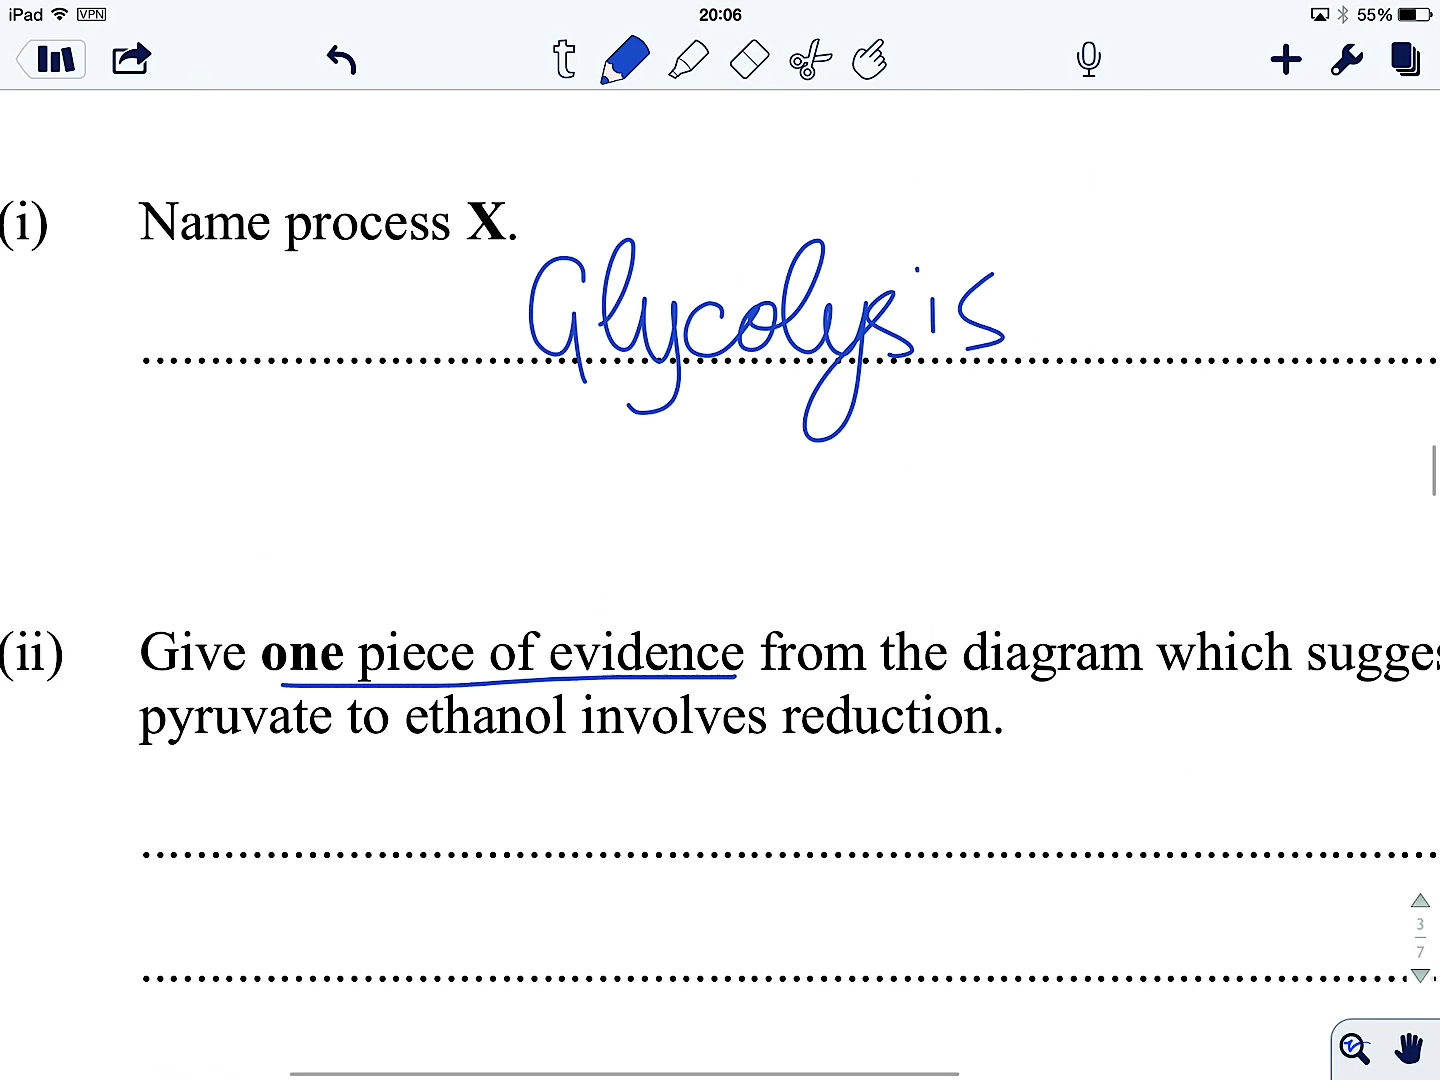 iPad VPN 20:06 55%
t
(i) Name process X.
Glycolysis
(ii) Give one piece of evidence from the diagram which sugges
pyruvate to ethanol involves reduction.
3
7